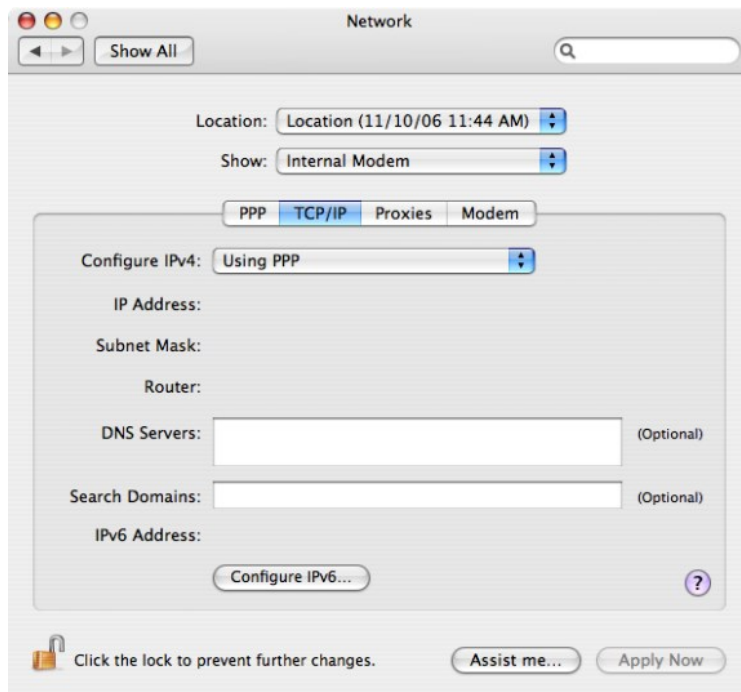 Network
Show All
Location: Location (11/10/06 11:44 AM)
Show: Internal Modem
PPP TCP/IP Proxies Modem
Configure IPv4: Using PPP
IP Address:
Subnet Mask:
Router:
DNS Servers: (Optional)
Search Domains: (Optional)
IPv6 Address:
Configure IPv6...
?
Click the lock to prevent further changes. Assist me... Apply Now